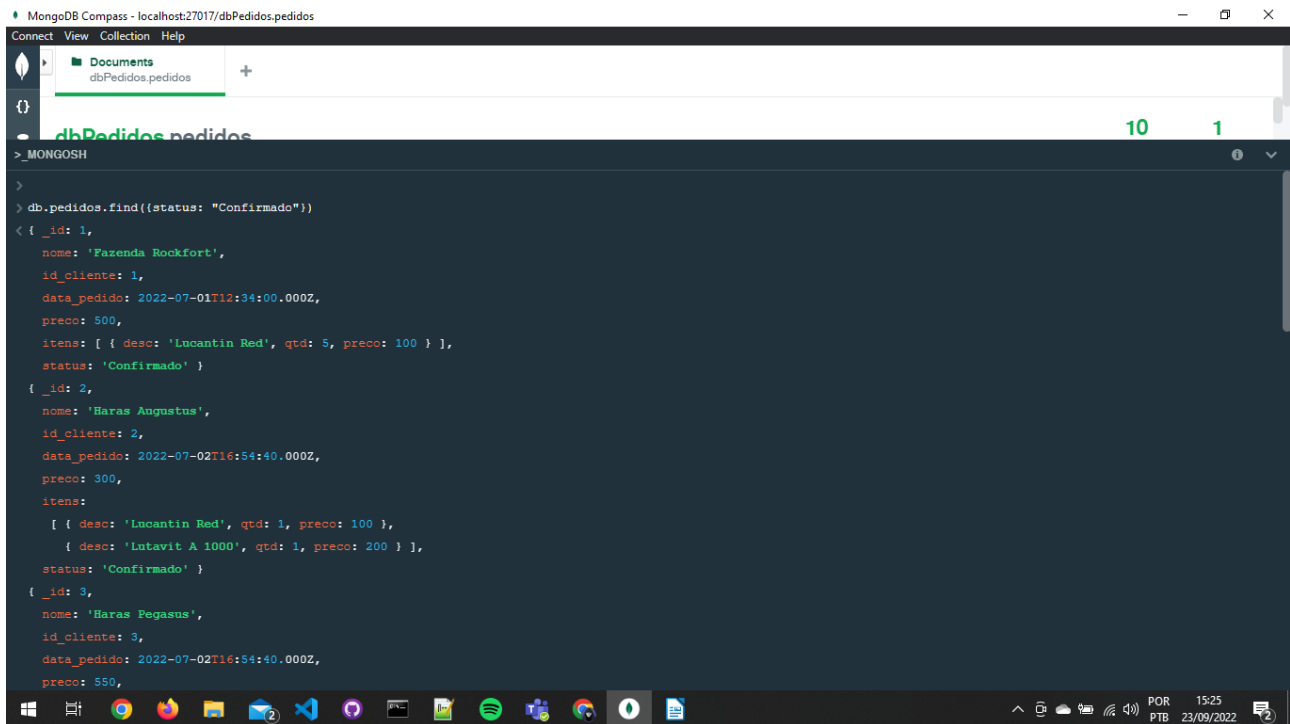 MongoDB Compass - localhost:27017/dbPedidos.pedidos
Connect View Collection Help
Documents
dbPedidos.pedidos
+
{}
dbPedidos.pedidos
10
1
>_MONGOSH
>
> db.pedidos.find({status: "Confirmado"})
< { _id: 1,
nome: 'Fazenda Rockfort',
id_cliente: 1,
data_pedido: 2022-07-01T12:34:00.000Z,
preco: 500,
itens: [ { desc: 'Lucantin Red', qtd: 5, preco: 100 } ],
status: 'Confirmado' }
{ _id: 2,
nome: 'Haras Augustus',
id_cliente: 2,
data_pedido: 2022-07-02T16:54:40.000Z,
preco: 300,
itens:
[ { desc: 'Lucantin Red', qtd: 1, preco: 100 },
{ desc: 'Lutavit A 1000', qtd: 1, preco: 200 } ],
status: 'Confirmado' }
{ _id: 3,
nome: 'Haras Pegasus',
id_cliente: 3,
data_pedido: 2022-07-02T16:54:40.000Z,
preco: 550,
2
POR
PTB
15:25
23/09/2022
2